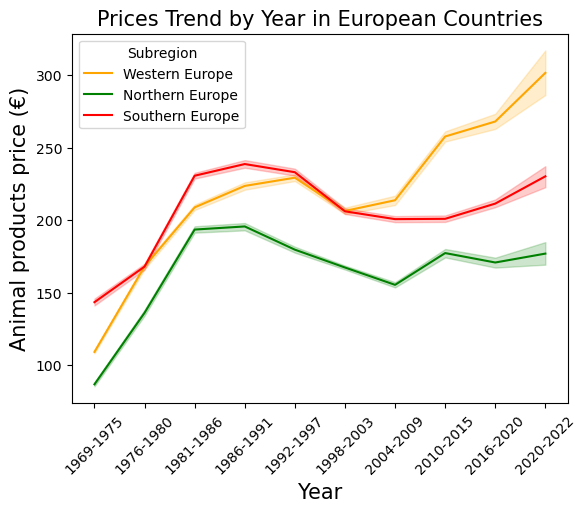 Prices Trend by Year in European Countries
Subregion
Western Europe
Northern Europe
Southern Europe
Animal products price (€)
300
250
200
150
100
1969-1975
1976-1980
1981-1986
1986-1991
1992-1997
1998-2003
2004-2009
2010-2015
2016-2020
2020-2022
Year